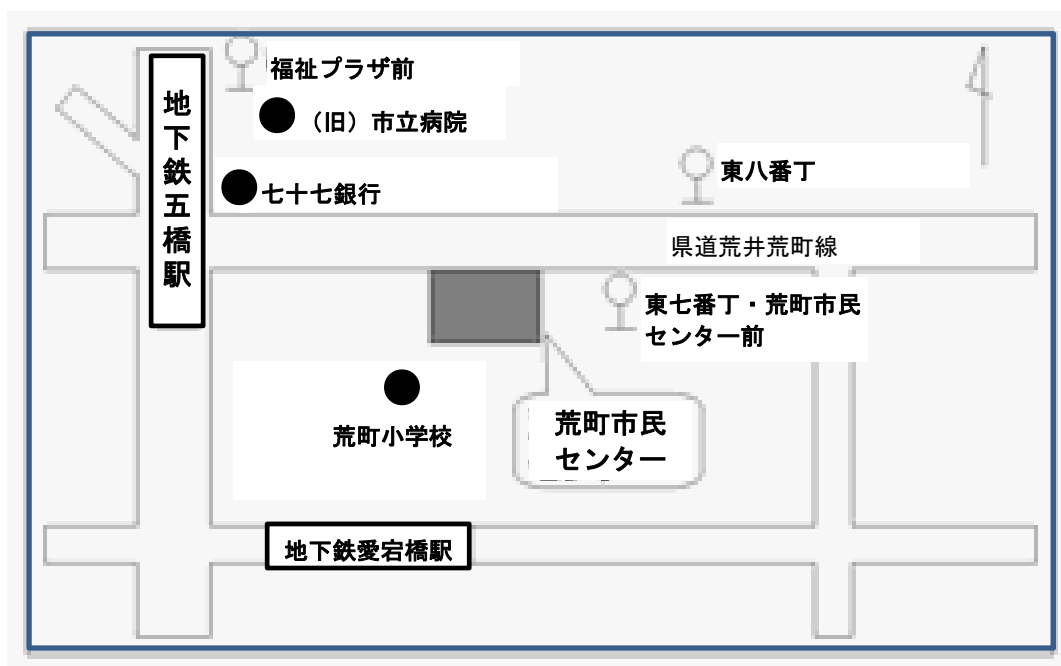 福祉プラザ前
（旧）市立病院
地下鉄五橋駅
七十七銀行
東八番丁
県道荒井荒町線
東七番丁・荒町市民
センター前
荒町小学校
荒町市民
センター
地下鉄愛宕橋駅